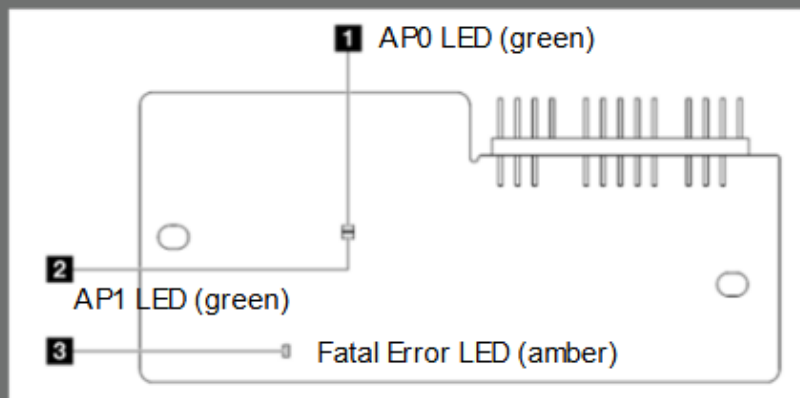 1 AP0 LED (green)
2
AP1 LED (green)
3 Fatal Error LED (amber)